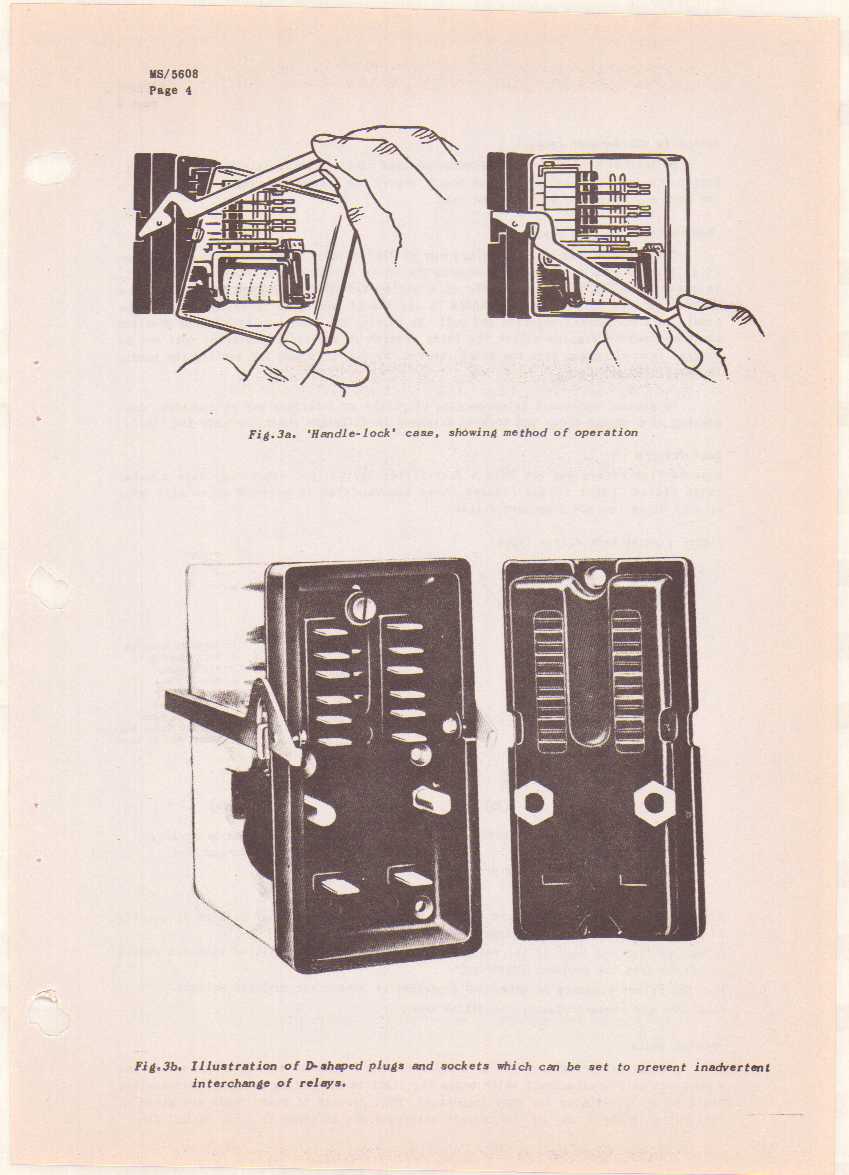 MS/5608
Page 4
Fig.3a. 'Handle-lock' case, showing method of operation
Fig.3b. Illustration of D-shaped plugs and sockets which can be set to prevent inadvertent
interchange of relays.